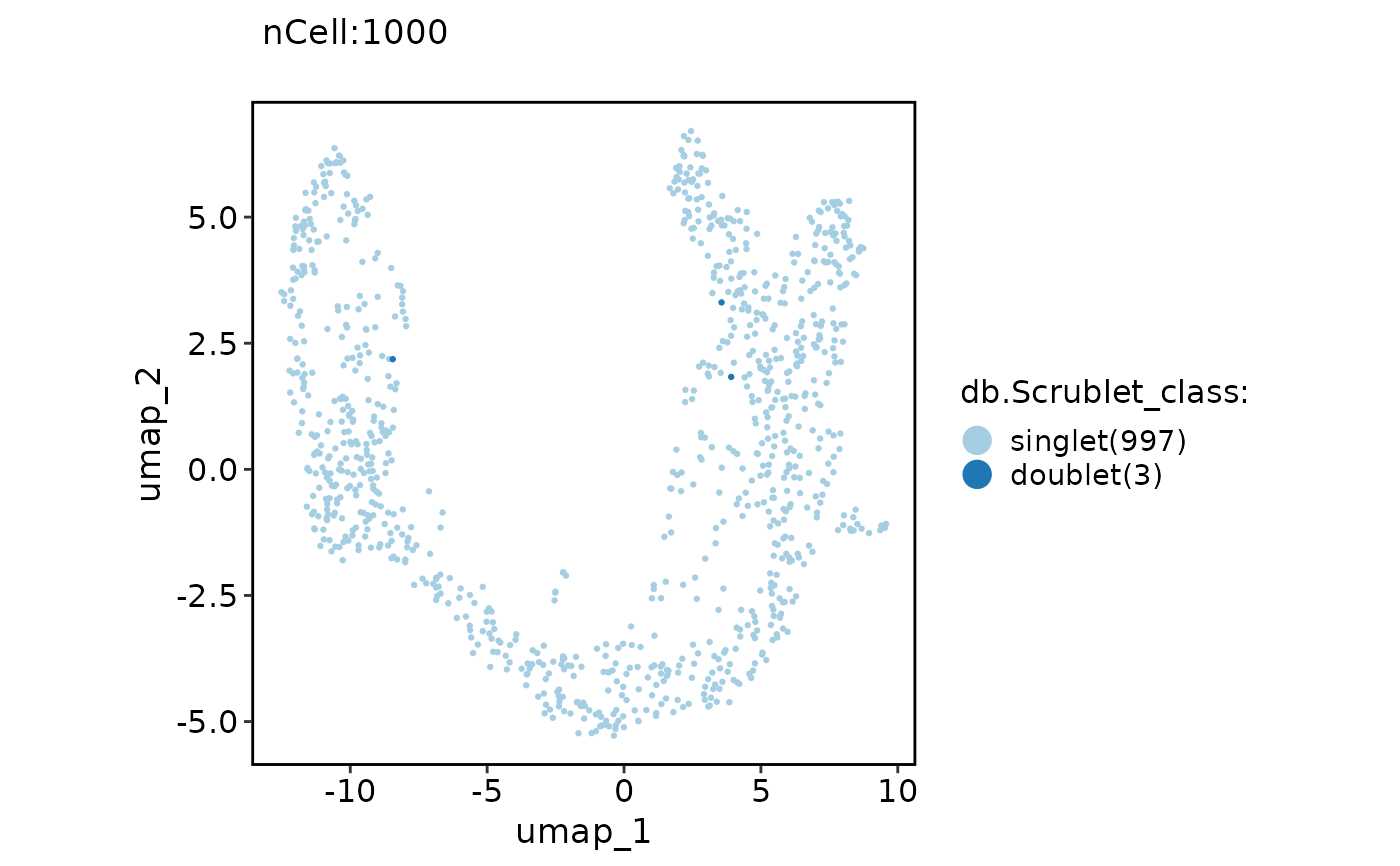 nCell:1000
5.0
2.5
0.0
-2.5
-5.0
umap_2
-10
-5
0
5
10
umap_1
db.Scrublet_class:
singlet(997)
doublet(3)